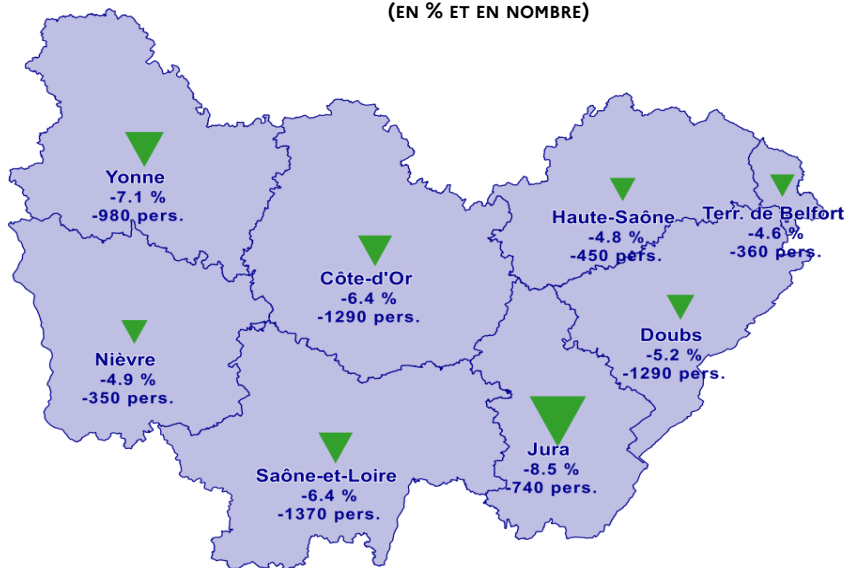 (EN % ET EN NOMBRE)
Yonne
-7.1 %
-980 pers.
Haute-Saône
-4.8 %
-450 pers.
Terr. de Belfort
-4.6 %
-360 pers.
Côte-d'Or
-6.4 %
-1290 pers.
Doubs
-5.2 %
-1290 pers.
Nièvre
-4.9 %
-350 pers.
Jura
-8.5 %
-740 pers.
Saône-et-Loire
-6.4 %
-1370 pers.